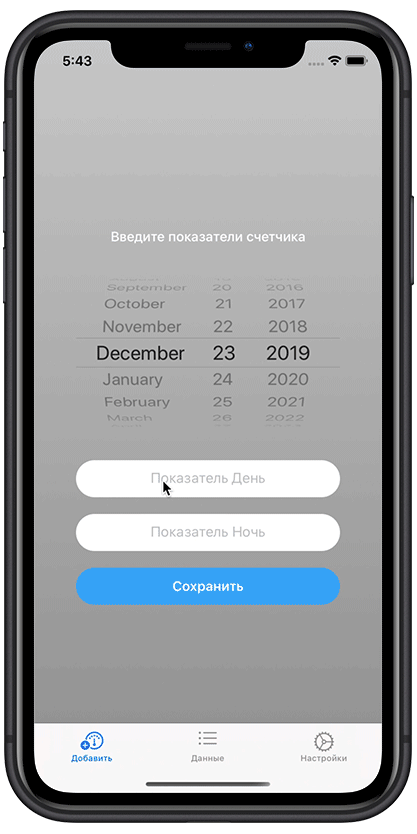 5:43
Введите показатели счетчика
September 20 2016
October 21 2017
November 22 2018
December 23 2019
January 24 2020
February 25 2021
March 26 2022
Показатель День
Показатель Ночь
Сохранить
Добавить Данные Настройки